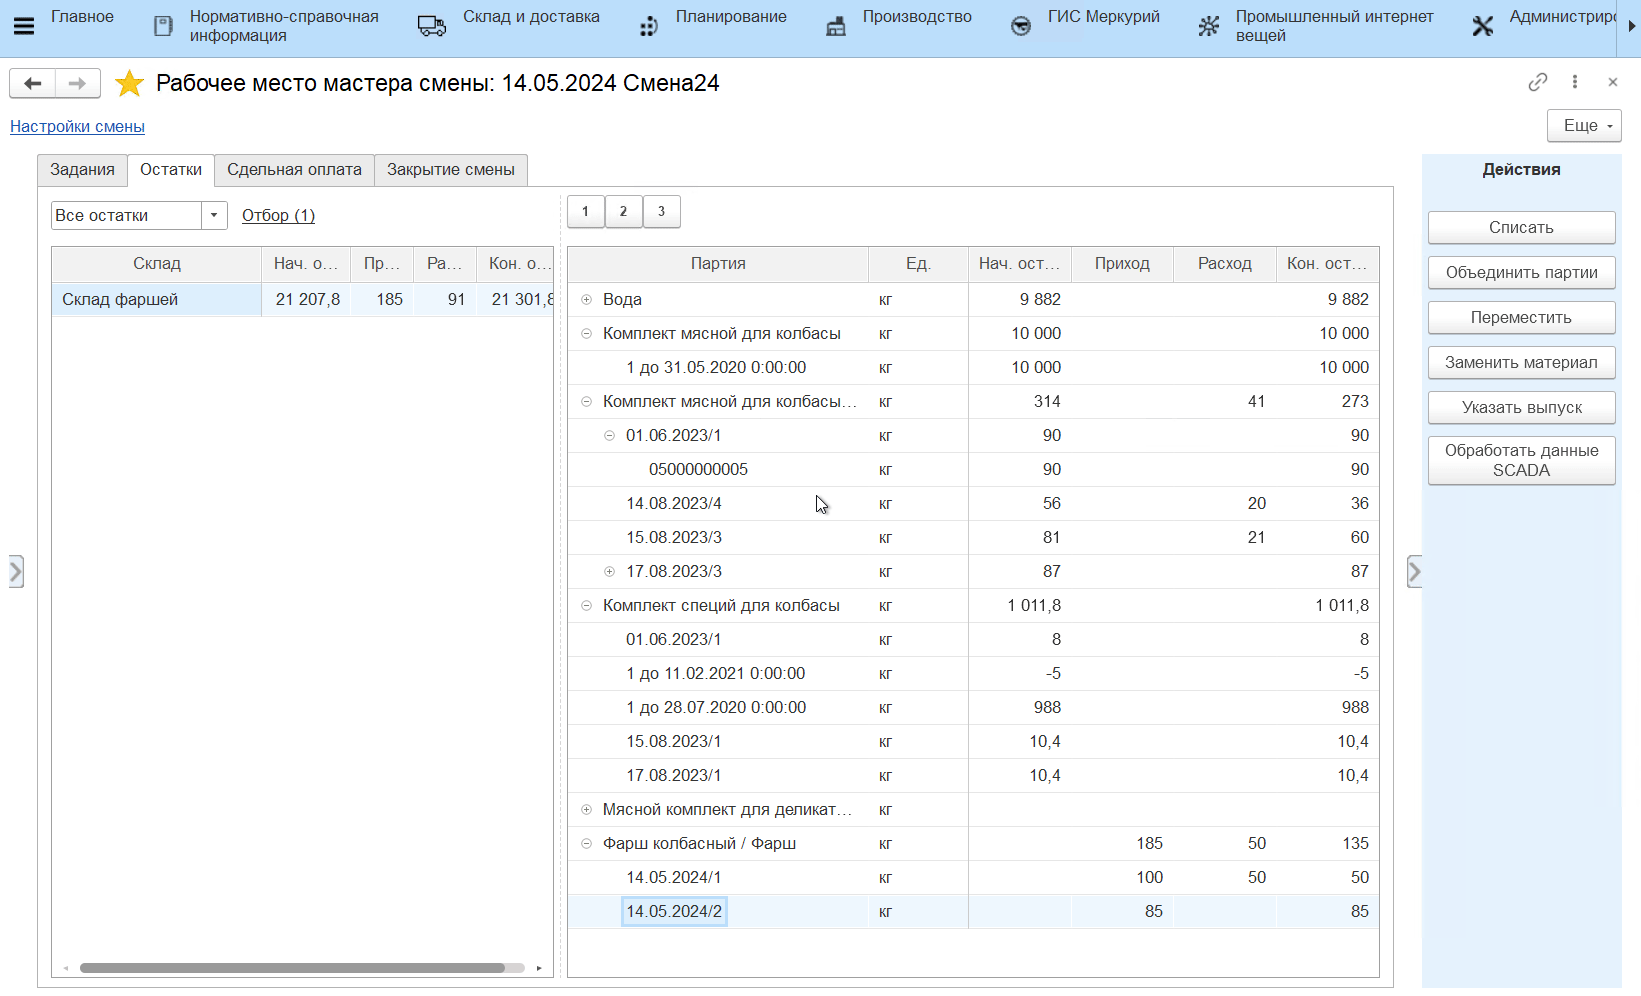 Главное
Нормативно-справочная
информация
Склад и доставка
Планирование
Производство
ГИС Меркурий
Промышленный интернет
вещей
Администрир
Рабочее место мастера смены: 14.05.2024 Смена24
Настройки смены
Еще
Задания Остатки Сдельная оплата Закрытие смены
Все остатки Отбор (1)
Склад Нач. о... Пр... Ра... Кон. о...
Склад фаршей 21 207,8 185 91 21 301,8
1 2 3
Партия Ед. Нач. ост... Приход Расход Кон. ост...
Вода кг 9 882 9 882
Комплект мясной для колбасы кг 10 000 10 000
1 до 31.05.2020 0:00:00 кг 10 000 10 000
Комплект мясной для колбасы... кг 314 41 273
01.06.2023/1 кг 90 90
05000000005 кг 90 90
14.08.2023/4 кг 56 20 36
15.08.2023/3 кг 81 21 60
17.08.2023/3 кг 87 87
Комплект специй для колбасы кг 1 011,8 1 011,8
01.06.2023/1 кг 8 8
1 до 11.02.2021 0:00:00 кг -5 -5
1 до 28.07.2020 0:00:00 кг 988 988
15.08.2023/1 кг 10,4 10,4
17.08.2023/1 кг 10,4 10,4
Мясной комплект для деликат... кг
Фарш колбасный / Фарш кг 185 50 135
14.05.2024/1 кг 100 50 50
14.05.2024/2 кг 85 85
Действия
Списать
Объединить партии
Переместить
Заменить материал
Указать выпуск
Обработать данные
SCADA